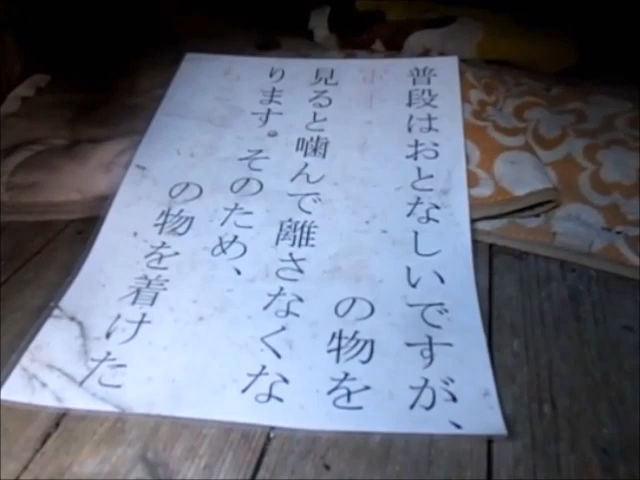 普段はおとなしいですが、
の物を
見ると噛んで離さなくな
ります。そのため、
の物を着けた